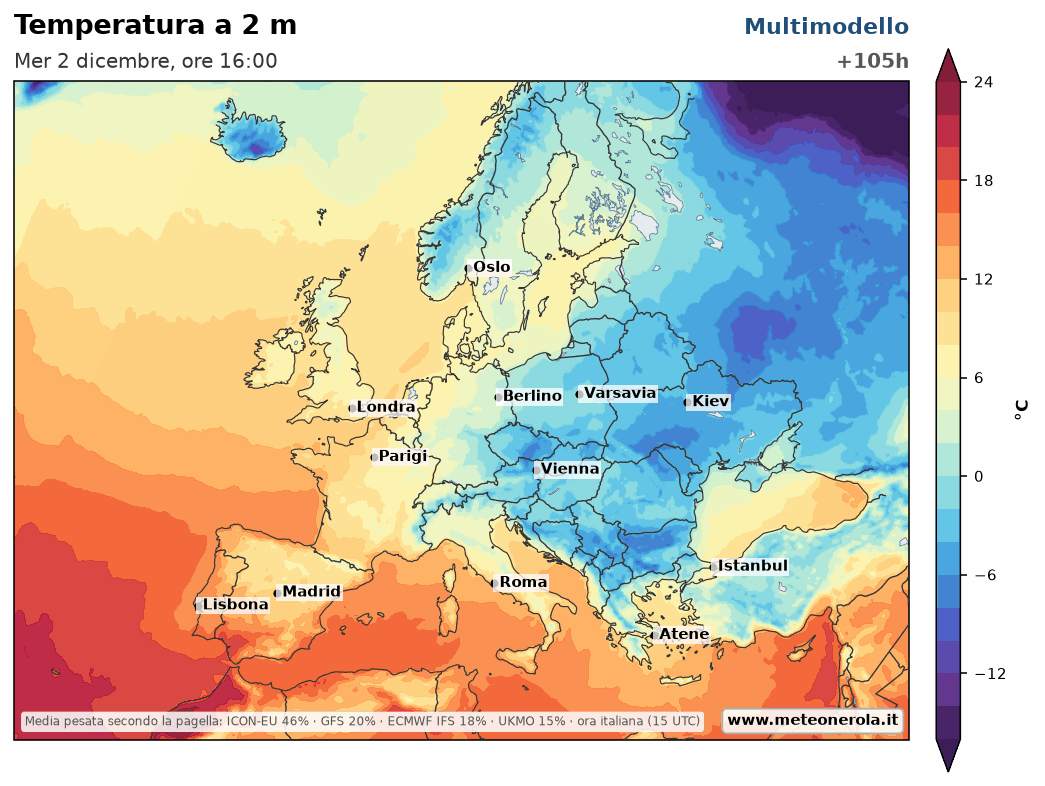 Temperatura a 2 m
Multimodello
Mer 2 dicembre, ore 16:00
+105h
24
18
12
6
0
−6
−12
°C
Oslo
Berlino
Varsavia
Kiev
Londra
Parigi
Vienna
Istanbul
Roma
Madrid
Lisbona
Atene
Media pesata secondo la pagella: ICON-EU 46% · GFS 20% · ECMWF IFS 18% · UKMO 15% · ora italiana (15 UTC)
www.meteonerola.it